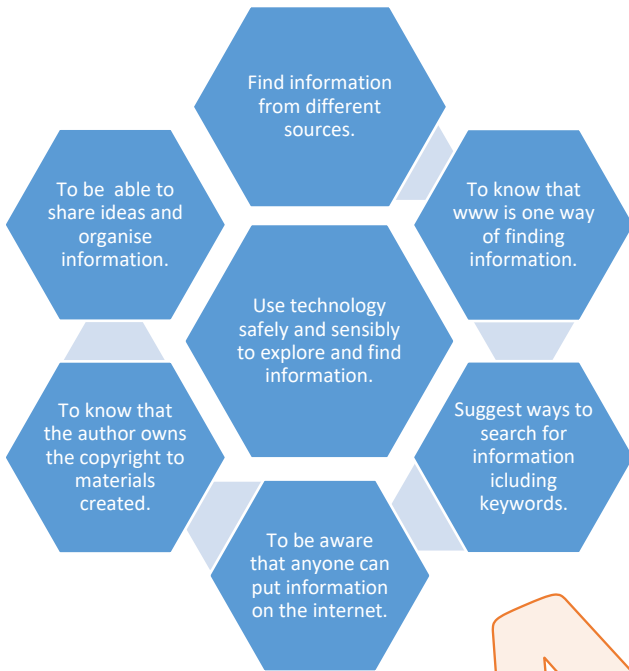 Find information
from different
sources.
To know that
www is one way
of finding
information.
Suggest ways to
search for
information
icluding
keywords.
To be aware
that anyone can
put information
on the internet.
To know that
the author owns
the copyright to
materials
created.
To be  able to
share ideas and
organise
information.
Use technology
safely and sensibly
to explore and find
information.